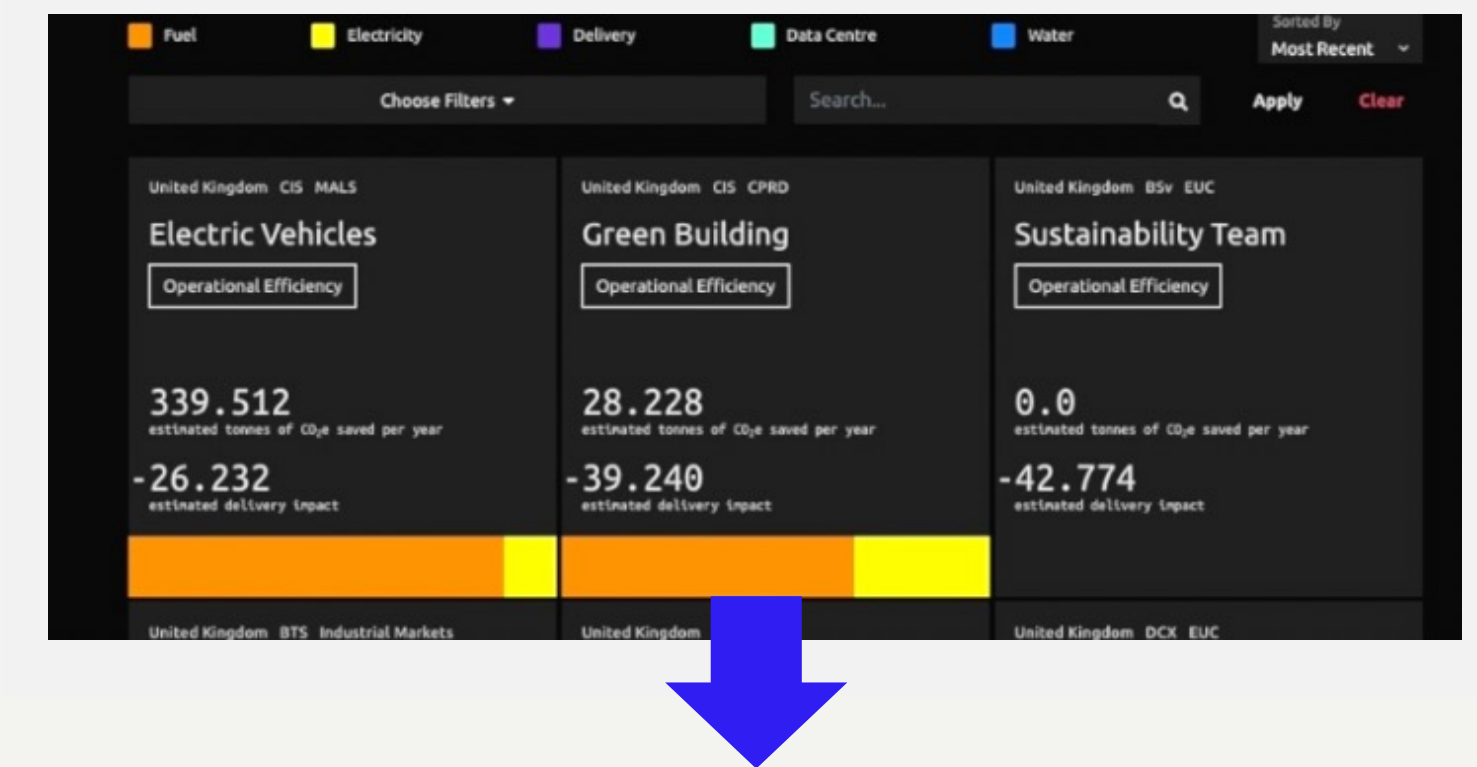 Fuel Electricity Delivery Data Centre Water Sorted By
Most Recent
Choose Filters Search... Apply Clear
United Kingdom CIS MALS
Electric Vehicles
Operational Efficiency
339.512
estimated tonnes of CO₂e saved per year
-26.232
estimated delivery impact
United Kingdom CIS CPRD
Green Building
Operational Efficiency
28.228
estimated tonnes of CO₂e saved per year
-39.240
estimated delivery impact
United Kingdom BSv EUC
Sustainability Team
Operational Efficiency
0.0
estimated tonnes of CO₂e saved per year
-42.774
estimated delivery impact
United Kingdom BTS Industrial Markets
United Kingdom
United Kingdom DCX EUC